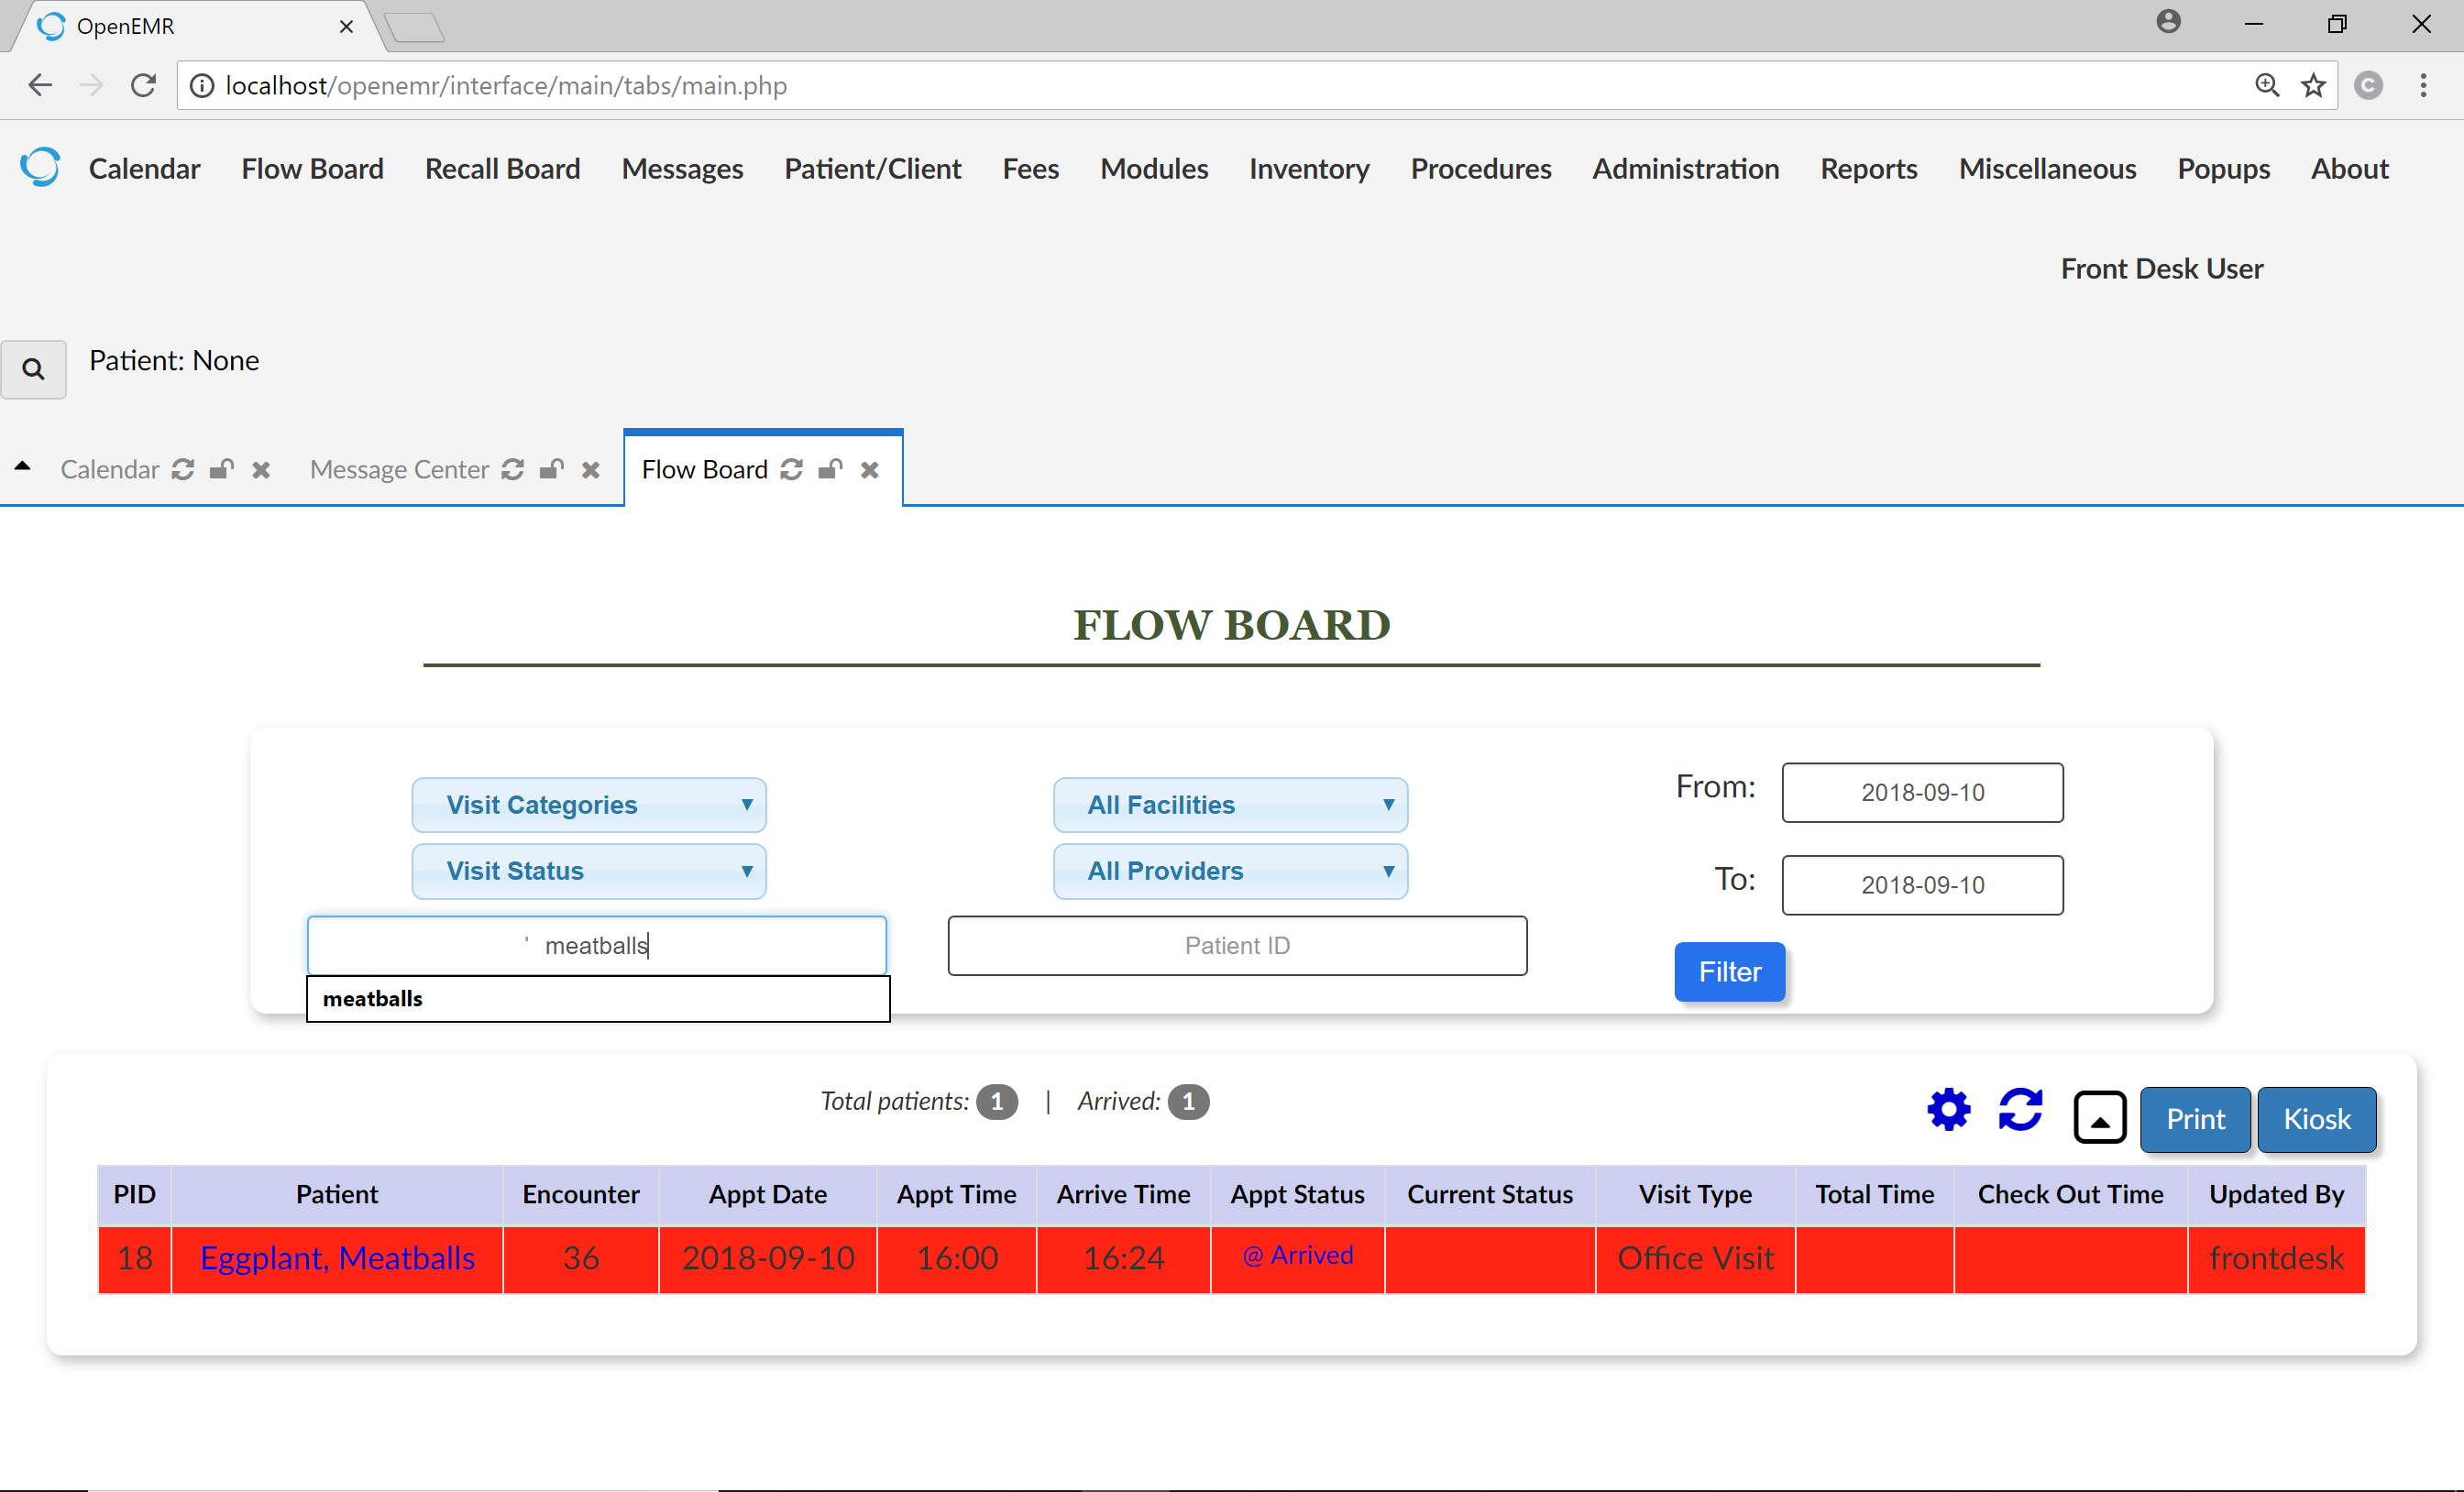 OpenEMR
localhost/openemr/interface/main/tabs/main.php
Calendar Flow Board Recall Board Messages Patient/Client Fees Modules Inventory Procedures Administration Reports Miscellaneous Popups About
Front Desk User
Patient: None
Calendar Message Center Flow Board
FLOW BOARD
Visit Categories All Facilities From: 2018-09-10
Visit Status All Providers To: 2018-09-10
' meatballs Patient ID
Filter
meatballs
Total patients: 1 | Arrived: 1
Print Kiosk
PID Patient Encounter Appt Date Appt Time Arrive Time Appt Status Current Status Visit Type Total Time Check Out Time Updated By
18 Eggplant, Meatballs 36 2018-09-10 16:00 16:24 @ Arrived Office Visit frontdesk